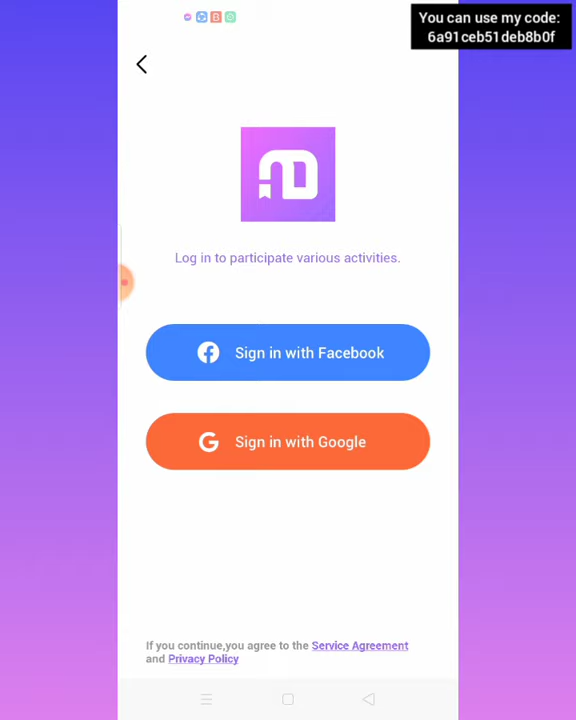 You can use my code:
6a91ceb51deb8b0f
Log in to participate various activities.
Sign in with Facebook
Sign in with Google
If you continue,you agree to the Service Agreement
and Privacy Policy